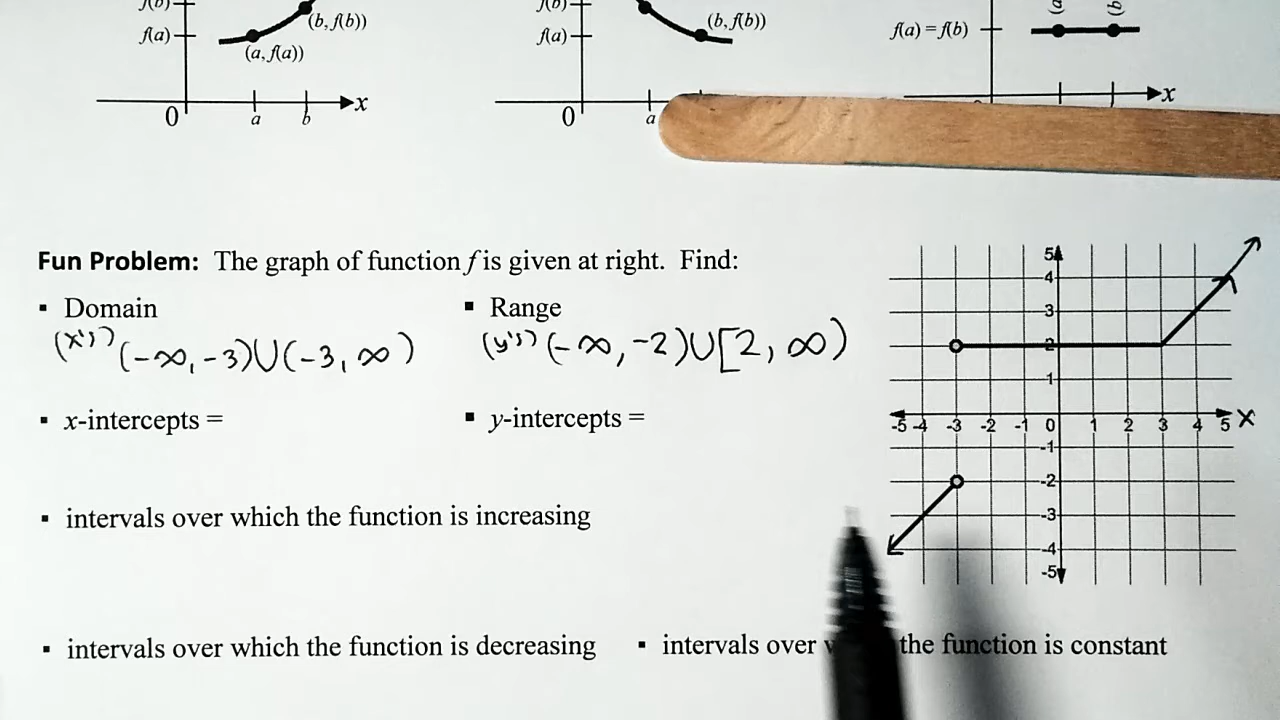 f(b)
(b, f(b))
f(a)
(a, f(a))
0
a
b
x
f(b)
(b, f(b))
f(a)
0
a
f(a) = f(b)
(a
(b
x
Fun Problem: The graph of function f is given at right. Find:
▪ Domain
(x's) (-∞, -3)∪(-3, ∞)
▪ Range
(y's) (-∞, -2)∪[2, ∞)
▪ x-intercepts =
▪ y-intercepts =
▪ intervals over which the function is increasing
▪ intervals over which the function is decreasing
▪ intervals over the function is constant
5
4
3
2
1
-5 -4 -3 -2 -1 0 1 2 3 4 5 X
-1
-2
-3
-4
-5